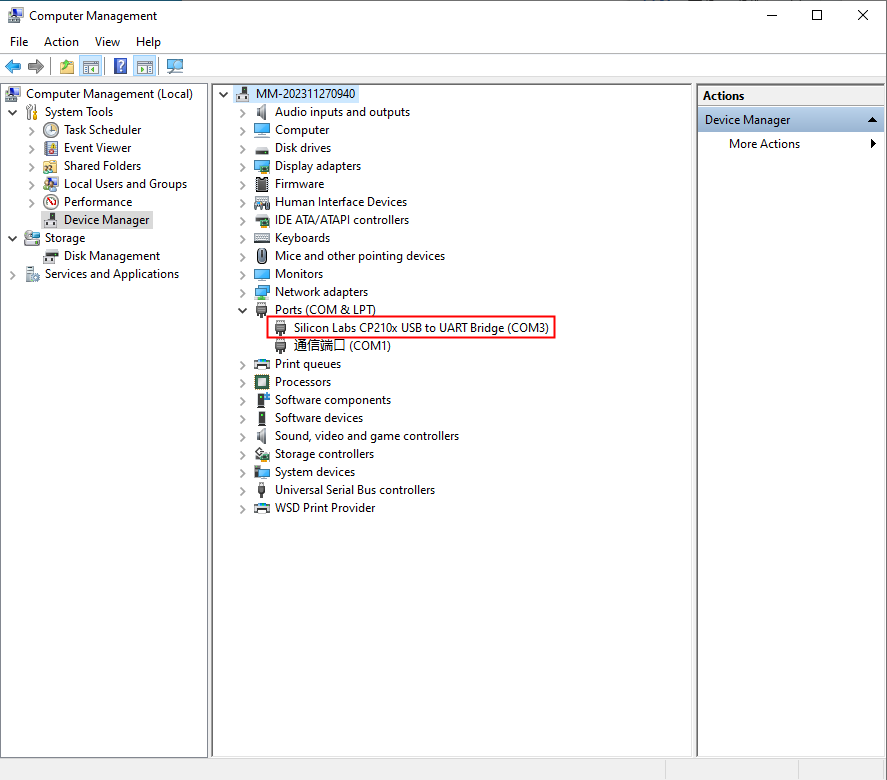 Computer Management
File Action View Help
Computer Management (Local)
System Tools
Task Scheduler
Event Viewer
Shared Folders
Local Users and Groups
Performance
Device Manager
Storage
Disk Management
Services and Applications
MM-202311270940
Audio inputs and outputs
Computer
Disk drives
Display adapters
Firmware
Human Interface Devices
IDE ATA/ATAPI controllers
Keyboards
Mice and other pointing devices
Monitors
Network adapters
Ports (COM & LPT)
Silicon Labs CP210x USB to UART Bridge (COM3)
通信端口 (COM1)
Print queues
Processors
Software components
Software devices
Sound, video and game controllers
Storage controllers
System devices
Universal Serial Bus controllers
WSD Print Provider
Actions
Device Manager
More Actions